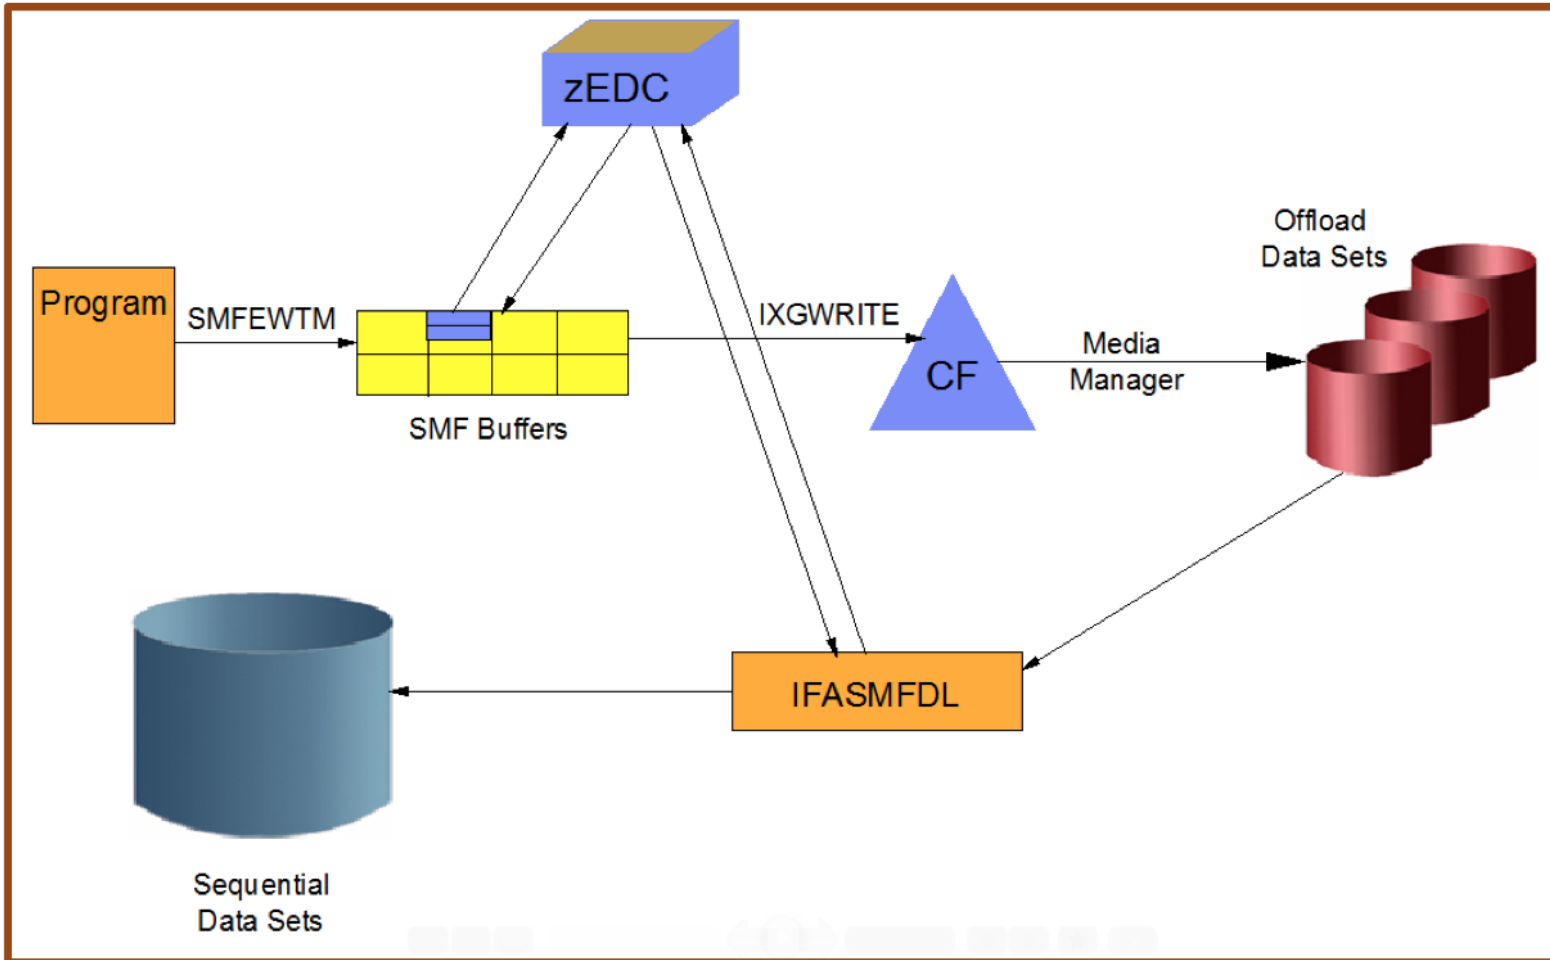 zEDC
Offload
Data Sets
Program
SMFEWTM
IXGWRITE
CF
Media
Manager
SMF Buffers
IFASMFDL
Sequential
Data Sets